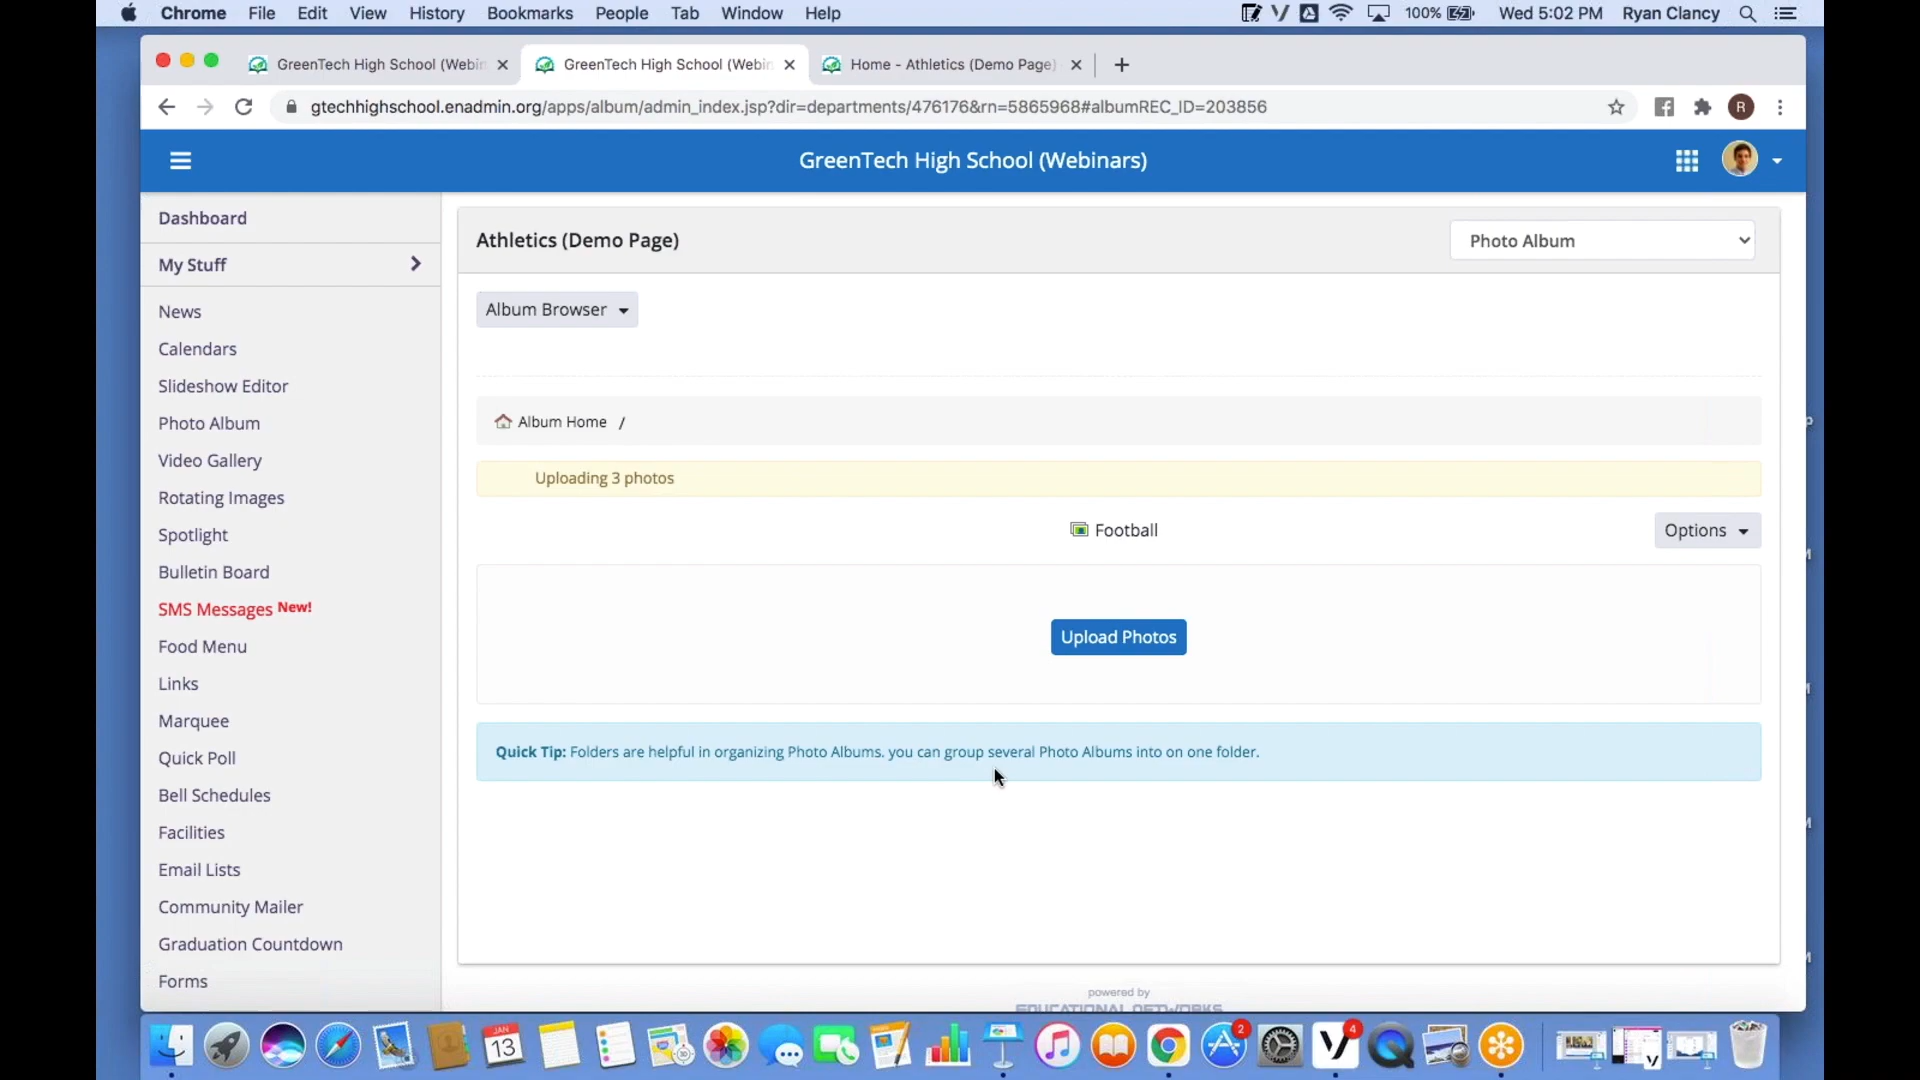 Chrome File Edit View History Bookmarks People Tab Window Help 100% Wed 5:02 PM Ryan Clancy
GreenTech High School (Webin
GreenTech High School (Webin
Home - Athletics (Demo Page)
gtechhighschool.enadmin.org/apps/album/admin_index.jsp?dir=departments/476176&rn=5865968#albumREC_ID=203856
R
GreenTech High School (Webinars)
Dashboard
My Stuff
News
Calendars
Slideshow Editor
Photo Album
Video Gallery
Rotating Images
Spotlight
Bulletin Board
SMS Messages New!
Food Menu
Links
Marquee
Quick Poll
Bell Schedules
Facilities
Email Lists
Community Mailer
Graduation Countdown
Forms
Athletics (Demo Page)
Photo Album
Album Browser
Album Home /
Uploading 3 photos
Football
Options
Upload Photos
Quick Tip: Folders are helpful in organizing Photo Albums. you can group several Photo Albums into on one folder.
powered by
EDUCATIONAL NETWORKS
JAN
13
2
4